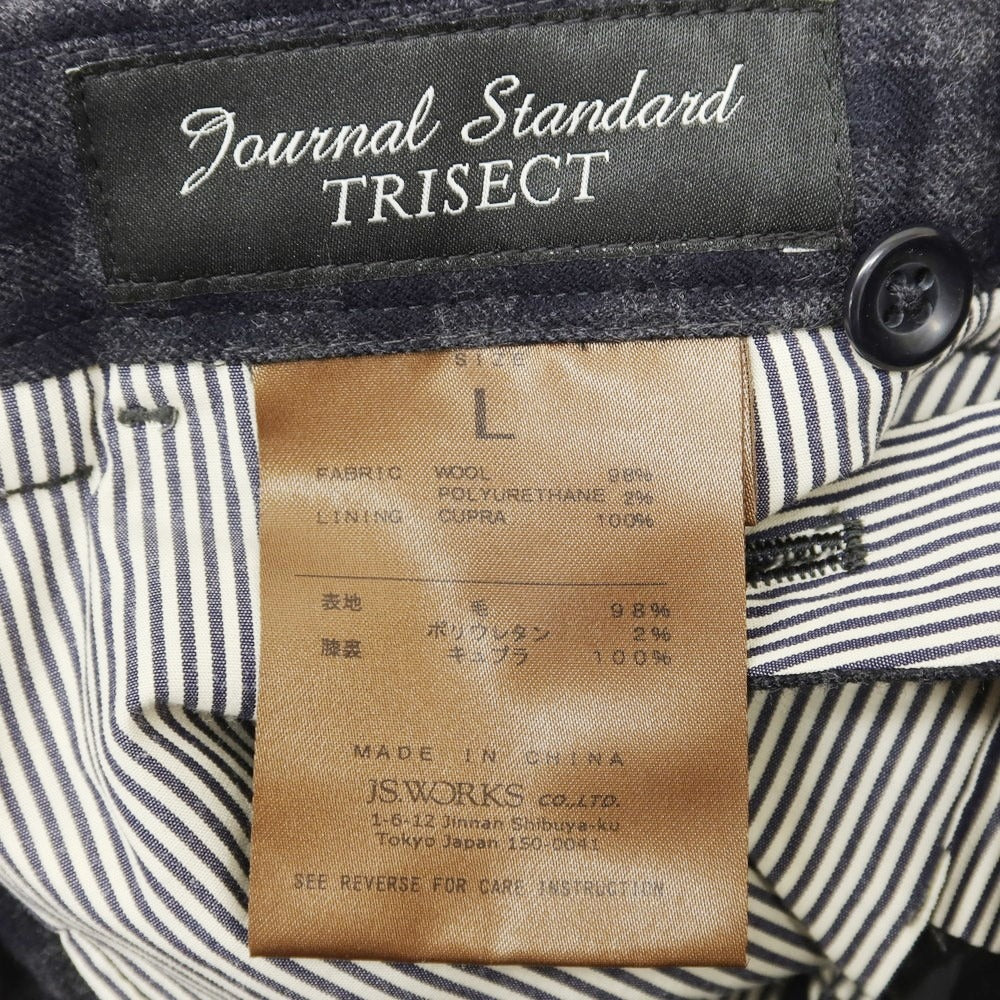 Journal Standard
TRISECT
SIZE
L
FABRIC WOOL 98%
POLYURETHANE 2%
LINING CUPRA 100%
表地 毛 98%
ポリウレタン 2%
膝裏 キュプラ 100%
MADE IN CHINA
JS.WORKS CO.,LTD.
1-6-12 Jinnan Shibuya-ku
Tokyo Japan 150-0041
SEE REVERSE FOR CARE INSTRUCTION